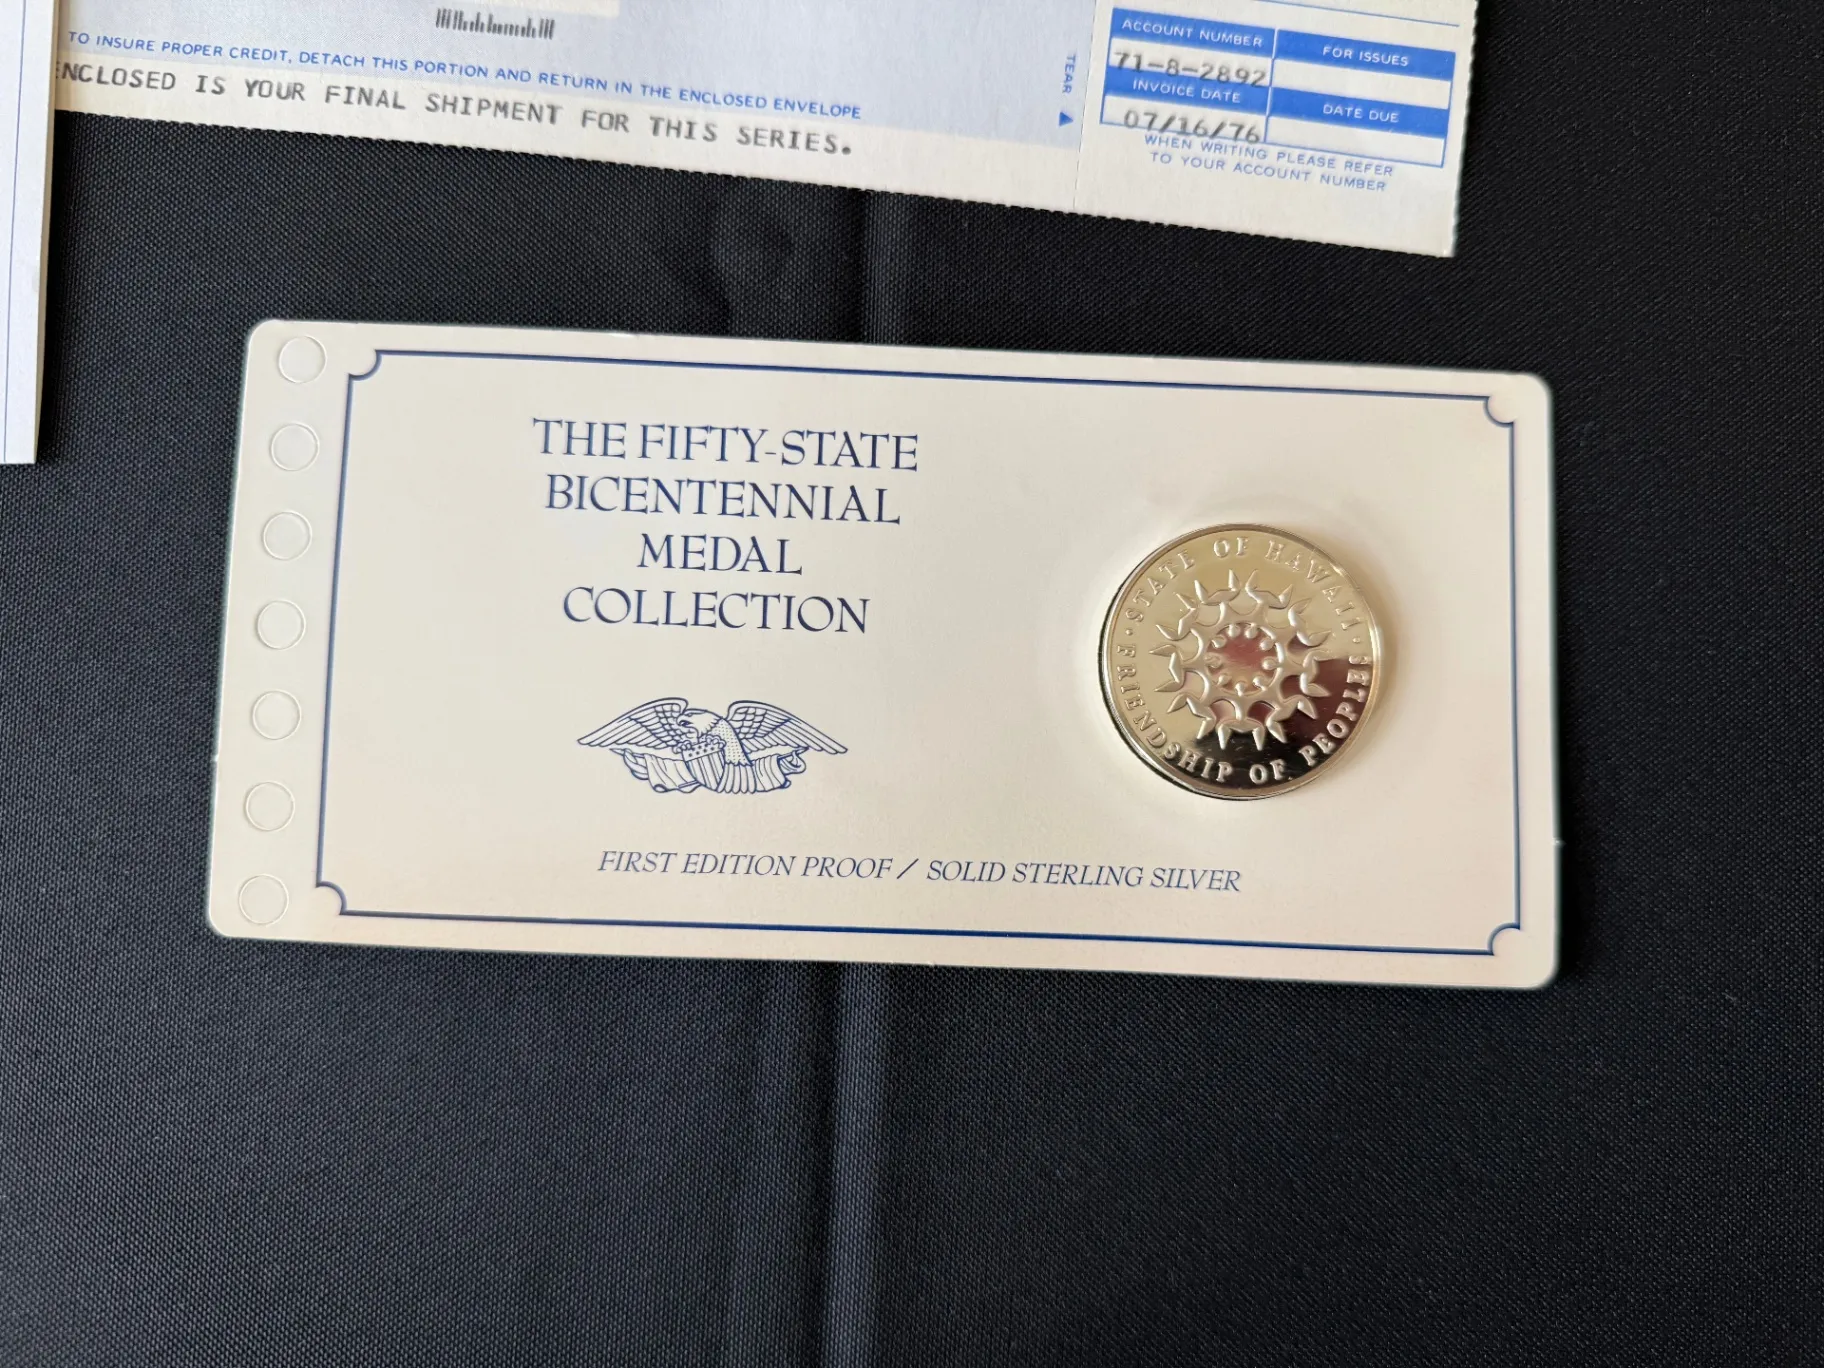 TO INSURE PROPER CREDIT, DETACH THIS PORTION AND RETURN IN THE ENCLOSED ENVELOPE
ENCLOSED IS YOUR FINAL SHIPMENT FOR THIS SERIES.
TEAR
ACCOUNT NUMBER
FOR ISSUES
71-8-2892
INVOICE DATE
DATE DUE
07/16/76
WHEN WRITING PLEASE REFER
TO YOUR ACCOUNT NUMBER
THE FIFTY-STATE
BICENTENNIAL
MEDAL
COLLECTION
STATE OF HAWAII
· FRIENDSHIP OF PEOPLES ·
FIRST EDITION PROOF / SOLID STERLING SILVER